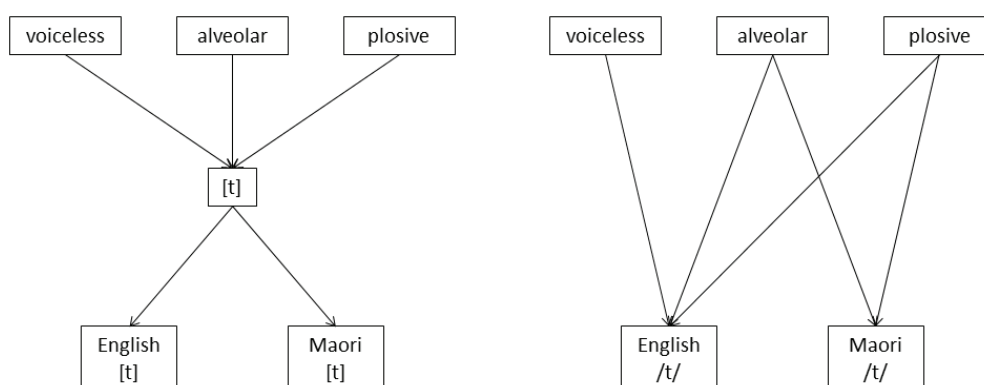 voiceless
alveolar
plosive
[t]
English
[t]
Maori
[t]
voiceless
alveolar
plosive
English
/t/
Maori
/t/